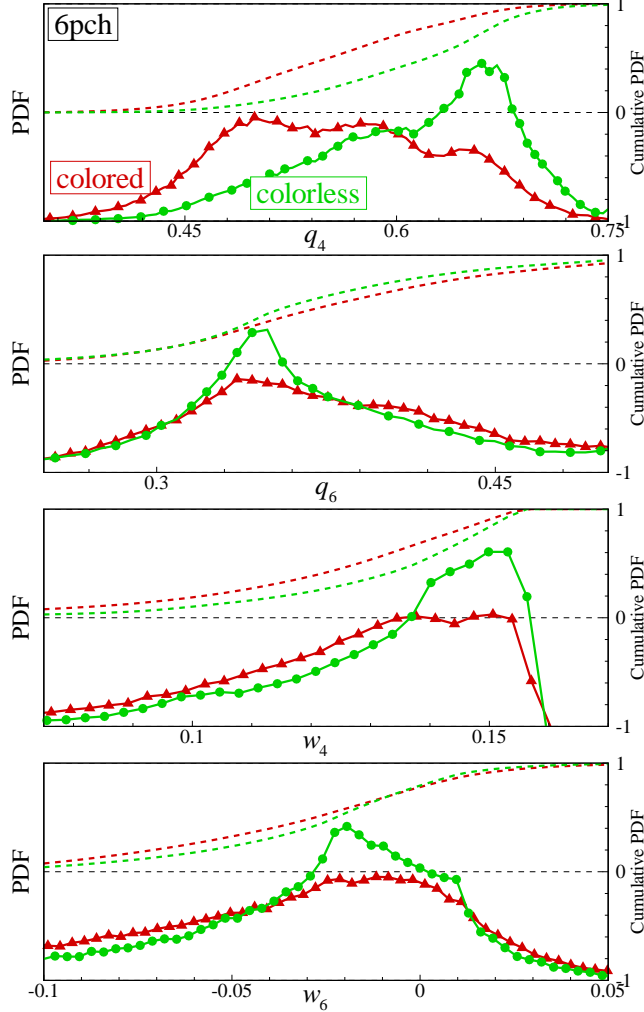 6pch
PDF
colored
colorless
1
0
-1
Cumulative PDF
0.45
0.6
0.75
q4
PDF
1
0
-1
Cumulative PDF
0.3
0.45
q6
PDF
1
0
-1
Cumulative PDF
0.1
0.15
w4
PDF
1
0
-1
Cumulative PDF
-0.1
-0.05
0
0.05
w6